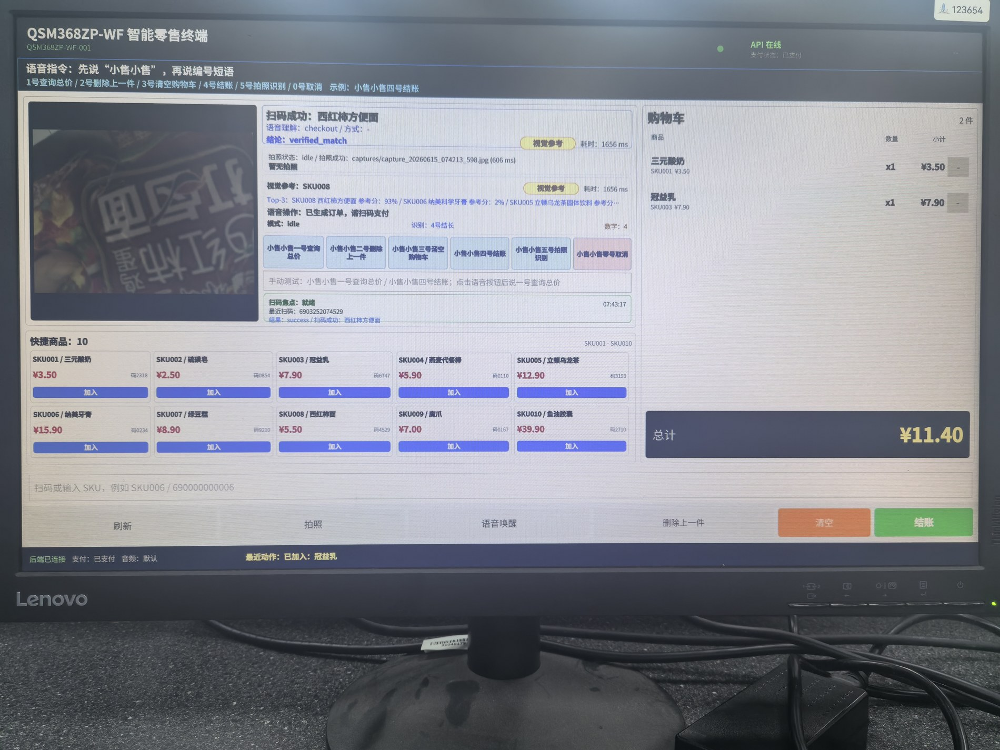 123654
QSM368ZP-WF 智能零售终端
QSM368ZP-WF-001
API 在线
支付状态：已支付
语音指令：先说“小售小售”，再说编号短语
1号查询总价 / 2号删除上一件 / 3号清空购物车 / 4号结账 / 5号拍照识别 / 0号取消 示例：小售小售四号结账
面
西红柿
扫码成功：西红柿方便面
语音理解：checkout / 方式：-
结论：verified_match
视觉参考
耗时：1656 ms
拍照状态：idle / 拍照成功：captures/capture_20260615_074213_598.jpg (606 ms)
暂无拍照
视觉参考：SKU008
视觉参考
耗时：1656 ms
Top-3：SKU008 西红柿方便面 参考分：93% / SKU006 纳美科学牙膏 参考分：2% / SKU005 立顿乌龙茶固体饮料 参考分…
语音操作：已生成订单，请扫码支付
模式：idle
识别：4号结长
数字：4
小售小售一号查询
总价
小售小售二号删除
上一件
小售小售三号清空
购物车
小售小售四号结账
小售小售五号拍照
识别
小售小售零号取消
手动测试：小售小售一号查询总价 / 小售小售四号结账；点击语音按钮后说一号查询总价
扫码焦点：就绪
07:43:17
最近扫码：6903252074529
结果：success / 扫码成功：西红柿方便面
购物车
2 件
商品
数量
小计
三元酸奶
SKU001 ¥3.50
x1
¥3.50
-
冠益乳
SKU003 ¥7.90
x1
¥7.90
-
总计
¥11.40
快捷商品：10
SKU001 - SKU010
SKU001 / 三元酸奶
¥3.50
码2318
加入
SKU002 / 硫磺皂
¥2.50
码0854
加入
SKU003 / 冠益乳
¥7.90
码6747
加入
SKU004 / 燕麦代餐棒
¥5.90
码0110
加入
SKU005 / 立顿乌龙茶
¥12.90
码3193
加入
SKU006 / 纳美牙膏
¥15.90
码0234
加入
SKU007 / 绿豆糕
¥8.90
码9210
加入
SKU008 / 西红柿面
¥5.50
码4529
加入
SKU009 / 魔爪
¥7.00
码0167
加入
SKU010 / 鱼油胶囊
¥39.90
码2710
加入
扫码或输入 SKU，例如 SKU006 / 690000000006
刷新
拍照
语音唤醒
删除上一件
清空
结账
后端已连接 支付：已支付 音频：默认
最近动作：已加入：冠益乳
Lenovo